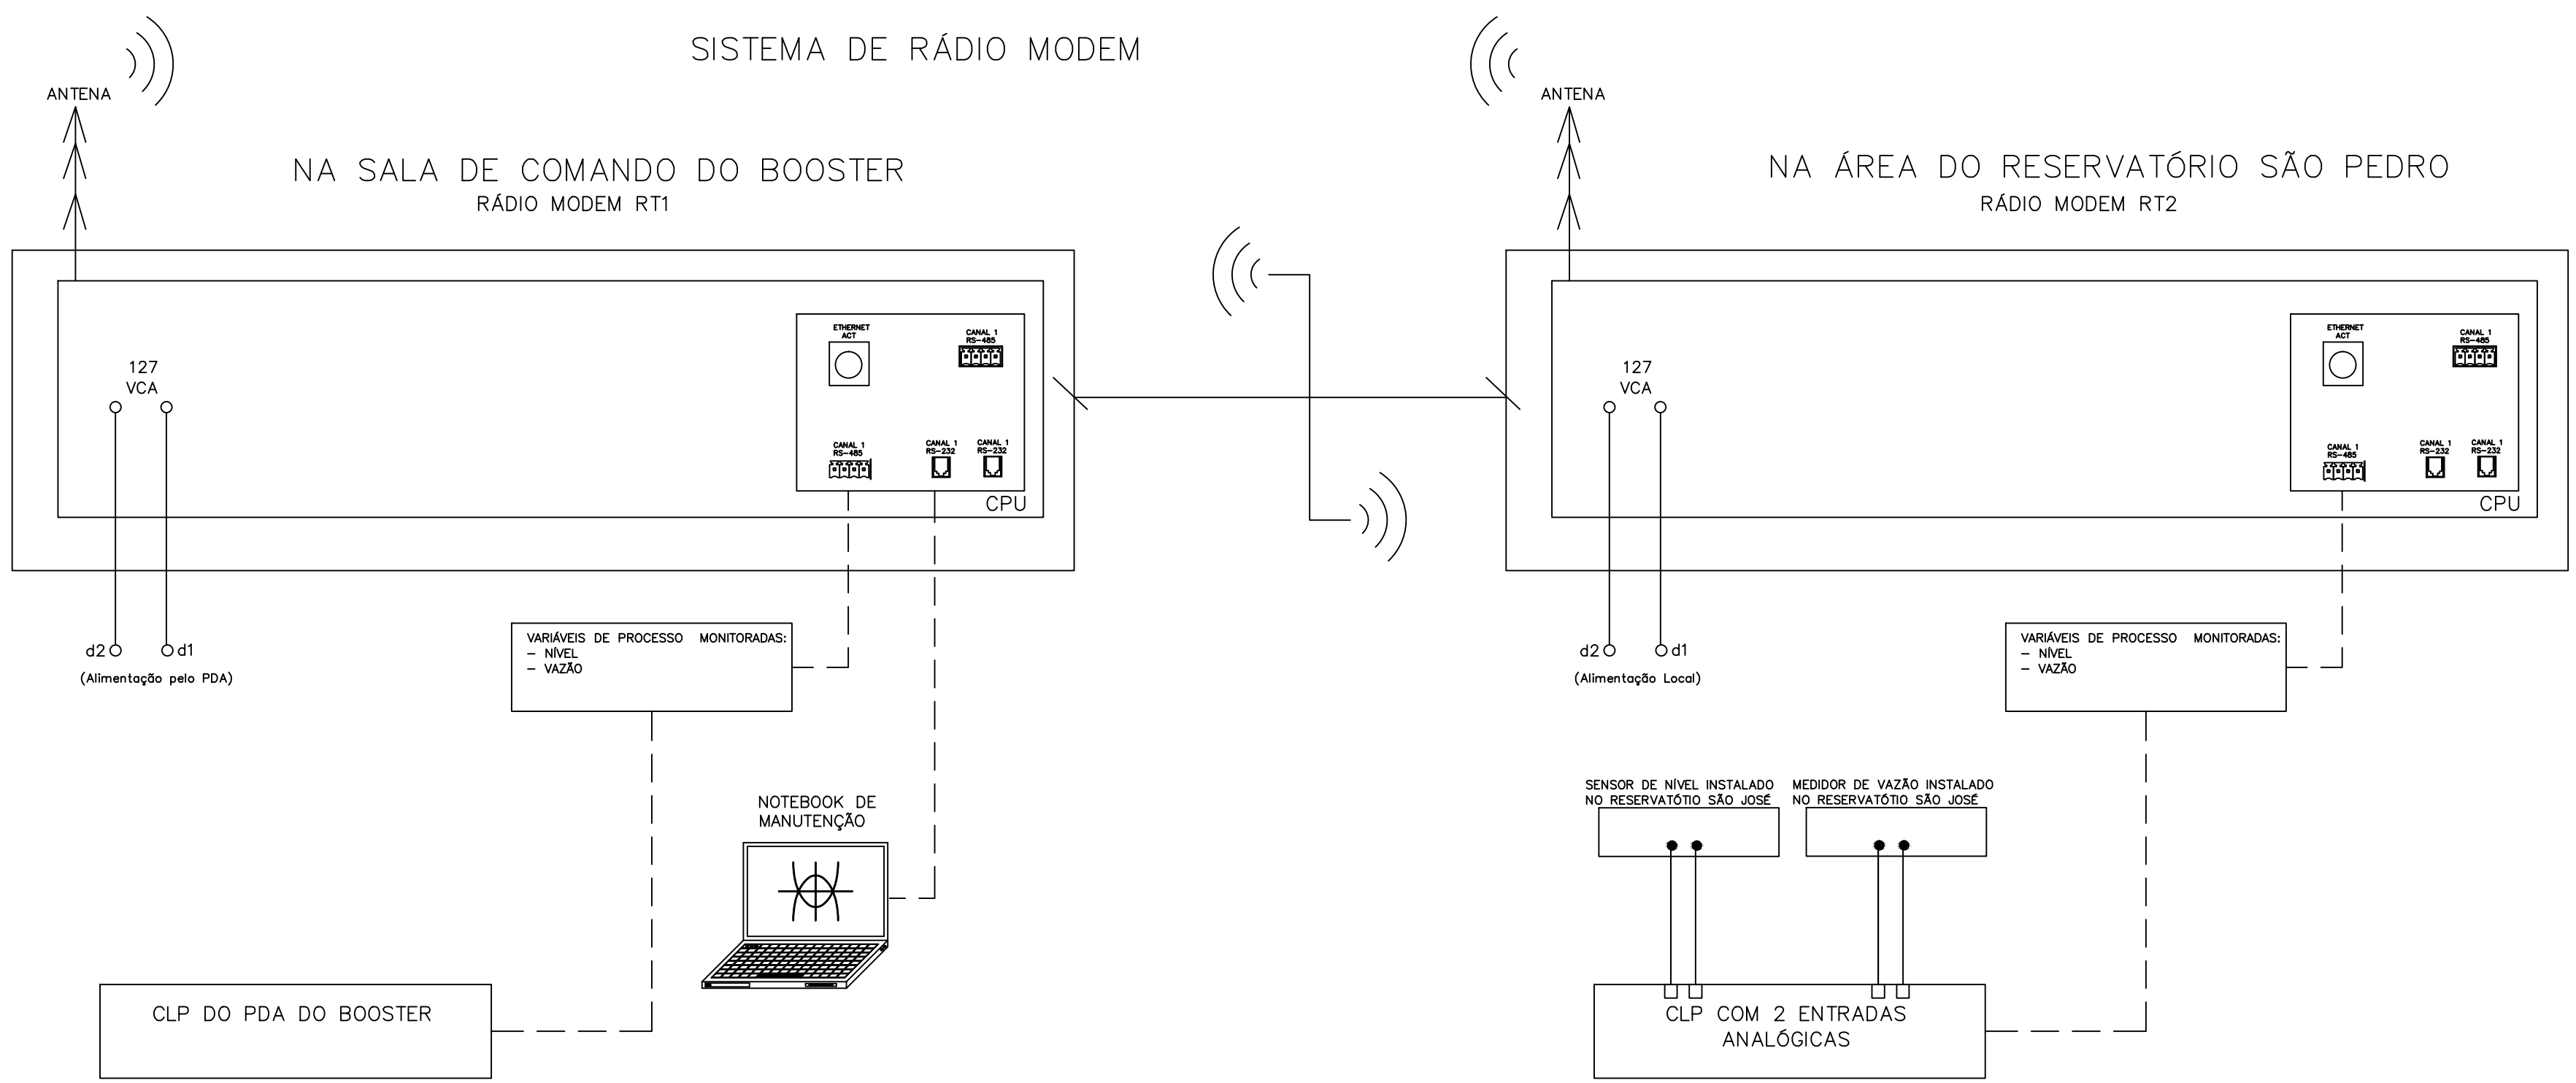 SISTEMA DE RÁDIO MODEM
ANTENA
NA SALA DE COMANDO DO BOOSTER
RÁDIO MODEM RT1
127
VCA
ETHERNET
ACT
CANAL 1
RS-485
CANAL 1
RS-485
CANAL 1
RS-232
CANAL 1
RS-232
CPU
d2
d1
(Alimentação pelo PDA)
VARIÁVEIS DE PROCESSO MONITORADAS:
- NÍVEL
- VAZÃO
NOTEBOOK DE
MANUTENÇÃO
CLP DO PDA DO BOOSTER
ANTENA
NA ÁREA DO RESERVATÓRIO SÃO PEDRO
RÁDIO MODEM RT2
127
VCA
ETHERNET
ACT
CANAL 1
RS-485
CANAL 1
RS-485
CANAL 1
RS-232
CANAL 1
RS-232
CPU
d2
d1
(Alimentação Local)
VARIÁVEIS DE PROCESSO MONITORADAS:
- NÍVEL
- VAZÃO
SENSOR DE NÍVEL INSTALADO
NO RESERVATÓTIO SÃO JOSÉ
MEDIDOR DE VAZÃO INSTALADO
NO RESERVATÓTIO SÃO JOSÉ
CLP COM 2 ENTRADAS
ANALÓGICAS